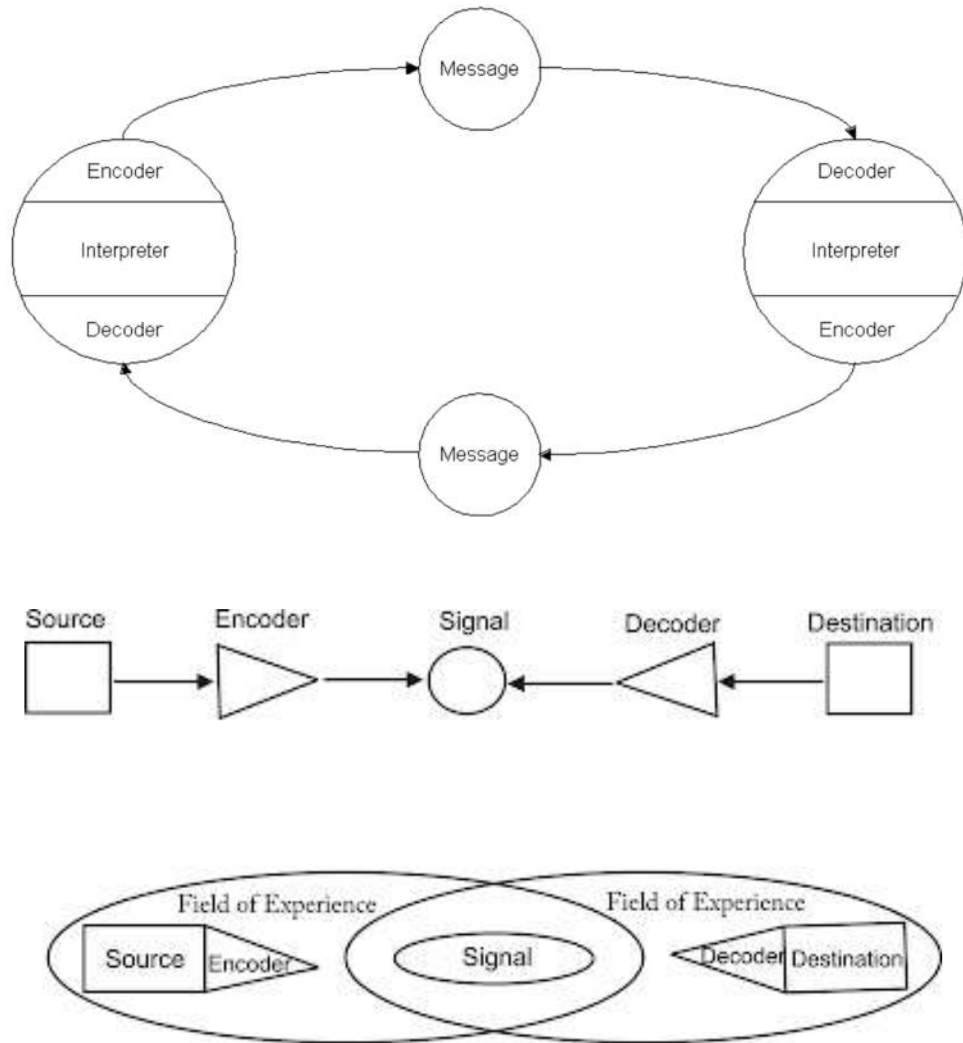 Message
Encoder
Interpreter
Decoder
Decoder
Interpreter
Encoder
Message
Source Encoder Signal Decoder Destination
Field of Experience Field of Experience
Source Encoder Signal Decoder Destination